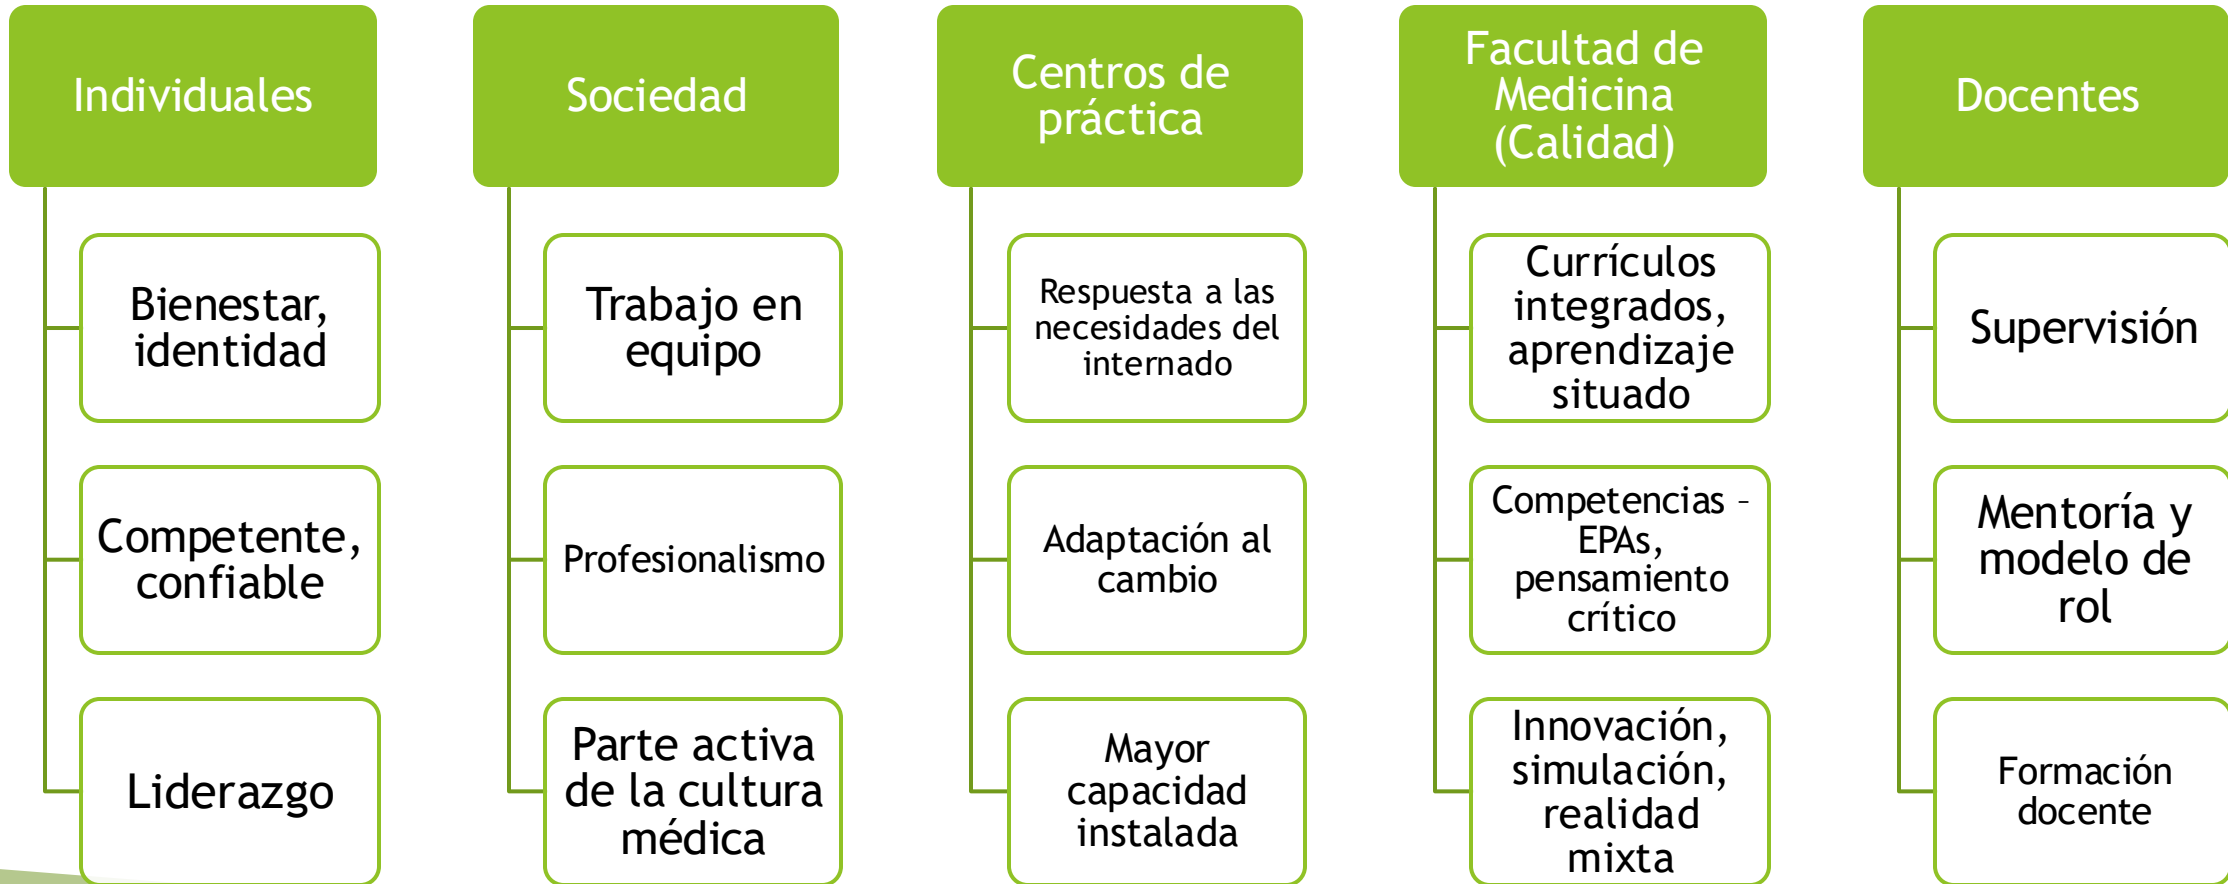 Individuales
Bienestar,
identidad
Competente,
confiable
Liderazgo
Sociedad
Trabajo en
equipo
Profesionalismo
Parte activa
de la cultura
médica
Centros de
práctica
Respuesta a las
necesidades del
internado
Adaptación al
cambio
Mayor
capacidad
instalada
Facultad de
Medicina
(Calidad)
Currículos
integrados,
aprendizaje
situado
Competencias –
EPAs,
pensamiento
crítico
Innovación,
simulación,
realidad
mixta
Docentes
Supervisión
Mentoría y
modelo de
rol
Formación
docente